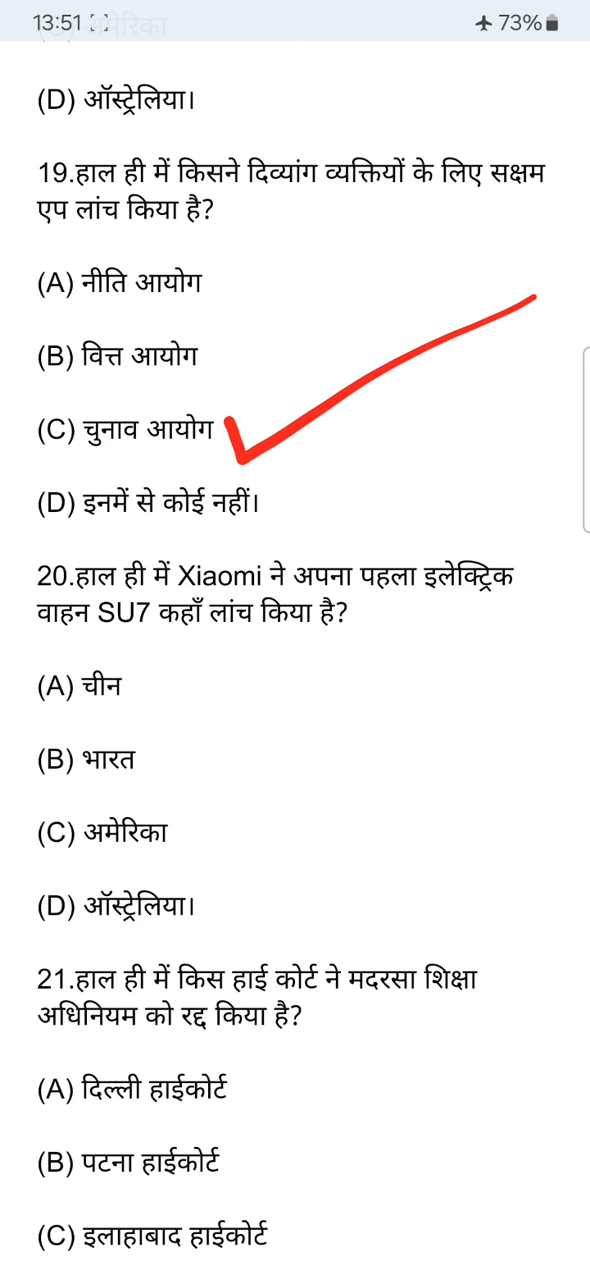 13:51
73%
(D) ऑस्ट्रेलिया।
19.हाल ही में किसने दिव्यांग व्यक्तियों के लिए सक्षम
एप लांच किया है?
(A) नीति आयोग
(B) वित्त आयोग
(C) चुनाव आयोग
(D) इनमें से कोई नहीं।
20.हाल ही में Xiaomi ने अपना पहला इलेक्ट्रिक
वाहन SU7 कहाँ लांच किया है?
(A) चीन
(B) भारत
(C) अमेरिका
(D) ऑस्ट्रेलिया।
21.हाल ही में किस हाई कोर्ट ने मदरसा शिक्षा
अधिनियम को रद्द किया है?
(A) दिल्ली हाईकोर्ट
(B) पटना हाईकोर्ट
(C) इलाहाबाद हाईकोर्ट